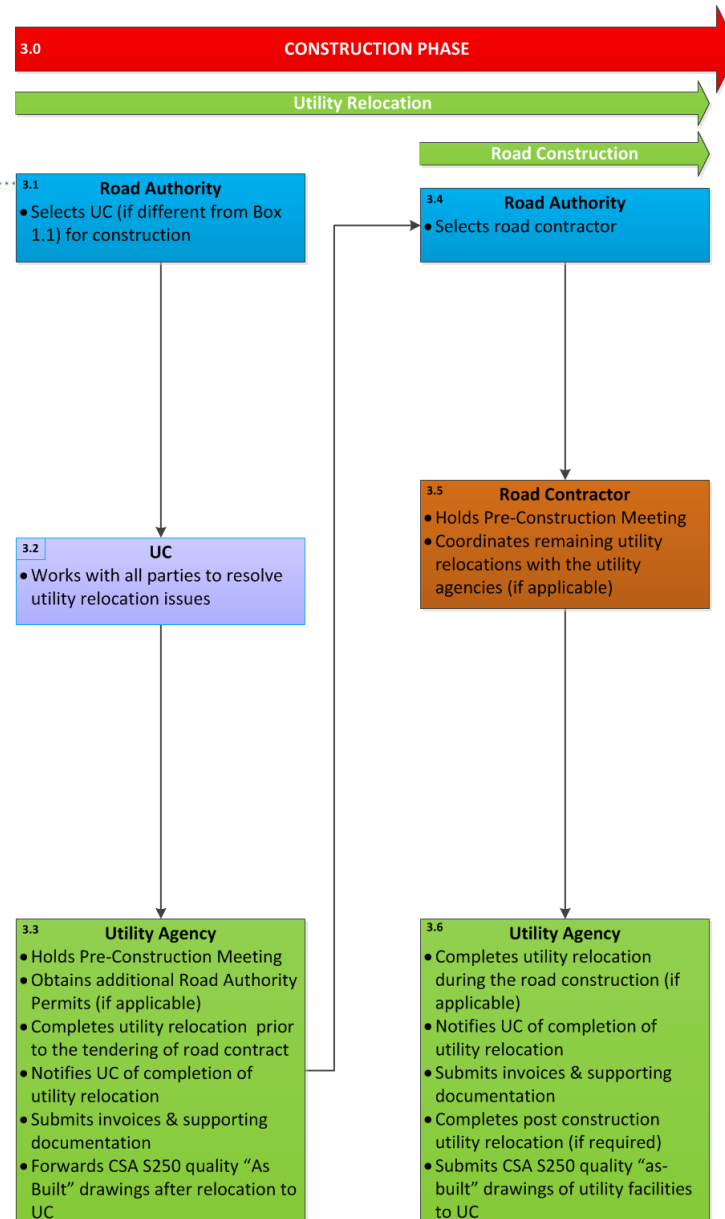 3.0 CONSTRUCTION PHASE
Utility Relocation
Road Construction
3.1 Road Authority
• Selects UC (if different from Box
1.1) for construction
3.2 UC
• Works with all parties to resolve
utility relocation issues
3.3 Utility Agency
• Holds Pre-Construction Meeting
• Obtains additional Road Authority
Permits (if applicable)
• Completes utility relocation prior
to the tendering of road contract
• Notifies UC of completion of
utility relocation
• Submits invoices & supporting
documentation
• Forwards CSA S250 quality “As
Built” drawings after relocation to
UC
3.4 Road Authority
• Selects road contractor
3.5 Road Contractor
• Holds Pre-Construction Meeting
• Coordinates remaining utility
relocations with the utility
agencies (if applicable)
3.6 Utility Agency
• Completes utility relocation
during the road construction (if
applicable)
• Notifies UC of completion of
utility relocation
• Submits invoices & supporting
documentation
• Completes post construction
utility relocation (if required)
• Submits CSA S250 quality “as-
built” drawings of utility facilities
to UC